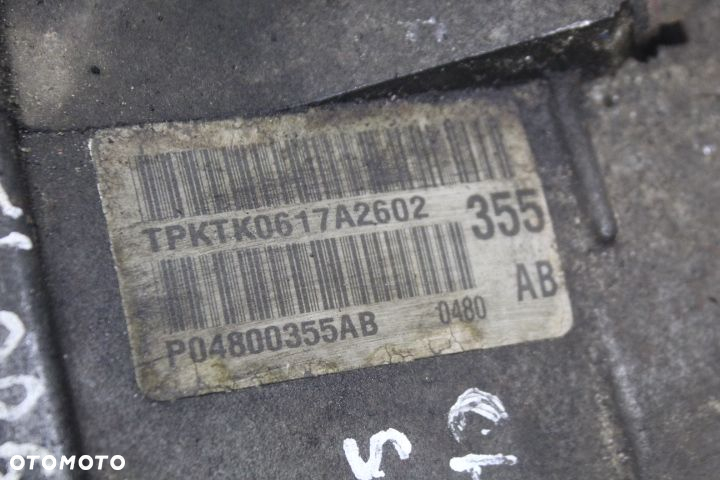 TPKTK0617A2602
355
P04800355AB
0480
AB
OTOMOTO